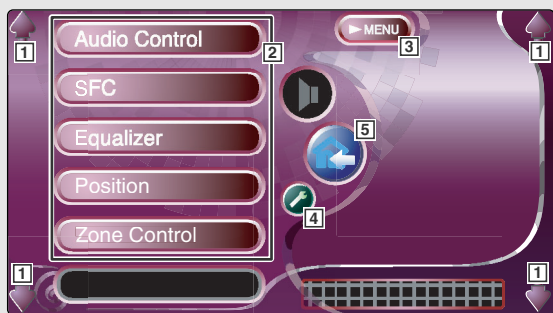 1
Audio Control
2
►MENU
3
1
SFC
Equalizer
5
Position
4
Zone Control
1
1